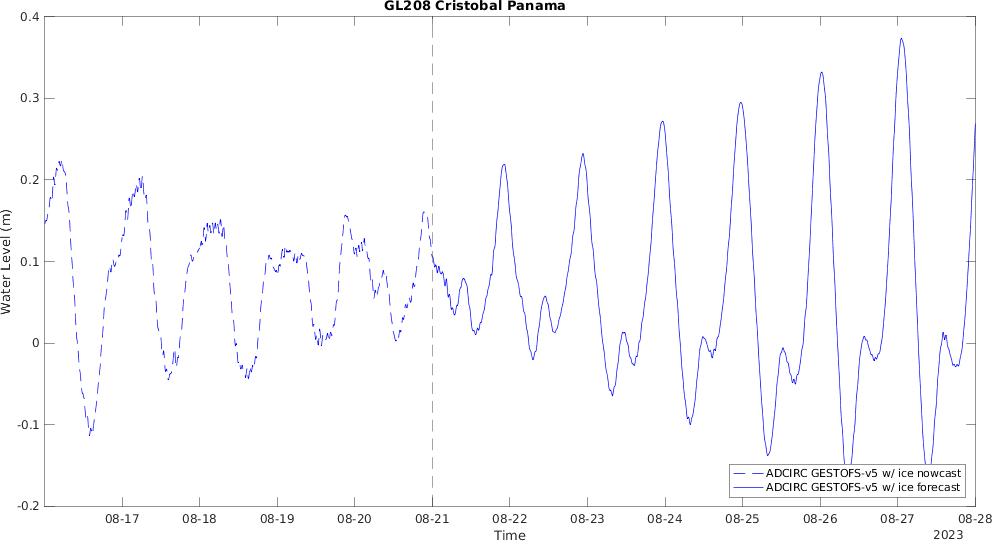 GL208 Cristobal Panama
Water Level (m)
0.4
0.3
0.2
0.1
0
-0.1
-0.2
ADCIRC GESTOFS-v5 w/ ice nowcast
ADCIRC GESTOFS-v5 w/ ice forecast
08-17 08-18 08-19 08-20 08-21 08-22 08-23 08-24 08-25 08-26 08-27 08-28
Time
2023